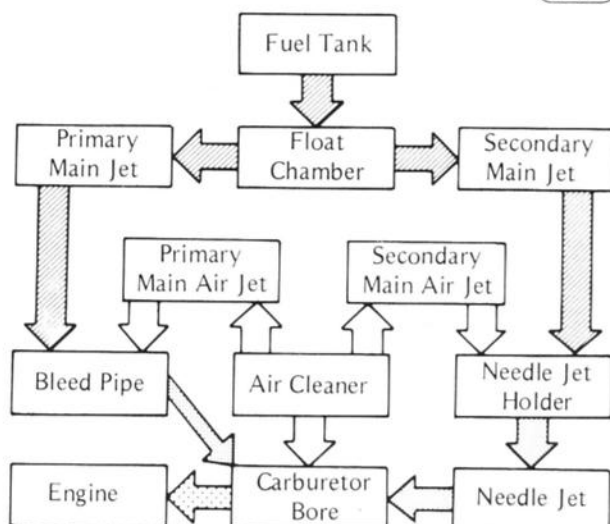 Fuel Tank
Primary
Main Jet
Float
Chamber
Secondary
Main Jet
Primary
Main Air Jet
Secondary
Main Air Jet
Bleed Pipe
Air Cleaner
Needle Jet
Holder
Engine
Carburetor
Bore
Needle Jet